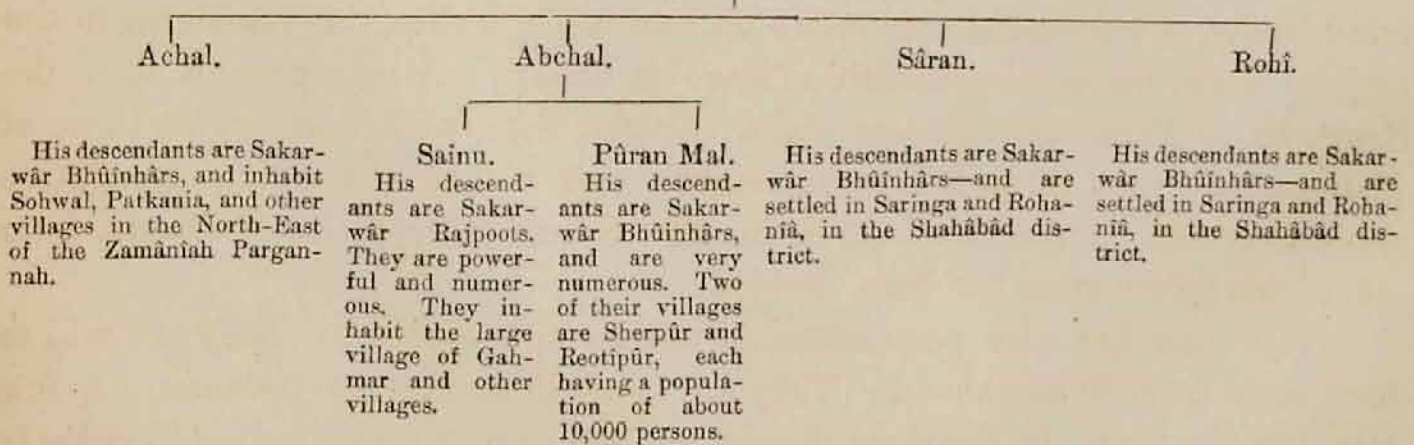 Achal.
Abchal.
Sâran.
Rohî.
His descendants are Sakar-
wâr Bhûînhârs, and inhabit
Sohwal, Patkania, and other
villages in the North-East
of the Zamânîah Pargan-
nah.
Sainu.
His descend-
ants are Sakar-
wâr Rajpoots.
They are power-
ful and numer-
ous. They in-
habit the large
village of Gah-
mar and other
villages.
Pûran Mal.
His descend-
ants are Sakar-
wâr Bhûinhârs,
and are very
numerous. Two
of their villages
are Sherpûr and
Reotîpûr, each
having a popula-
tion of about
10,000 persons.
His descendants are Sakar-
wâr Bhûînhârs—and are
settled in Saringa and Roha-
nîâ, in the Shahâbâd dis-
trict.
His descendants are Sakar-
wâr Bhûînhârs—and are
settled in Saringa and Roha-
nîâ, in the Shahâbâd dis-
trict.